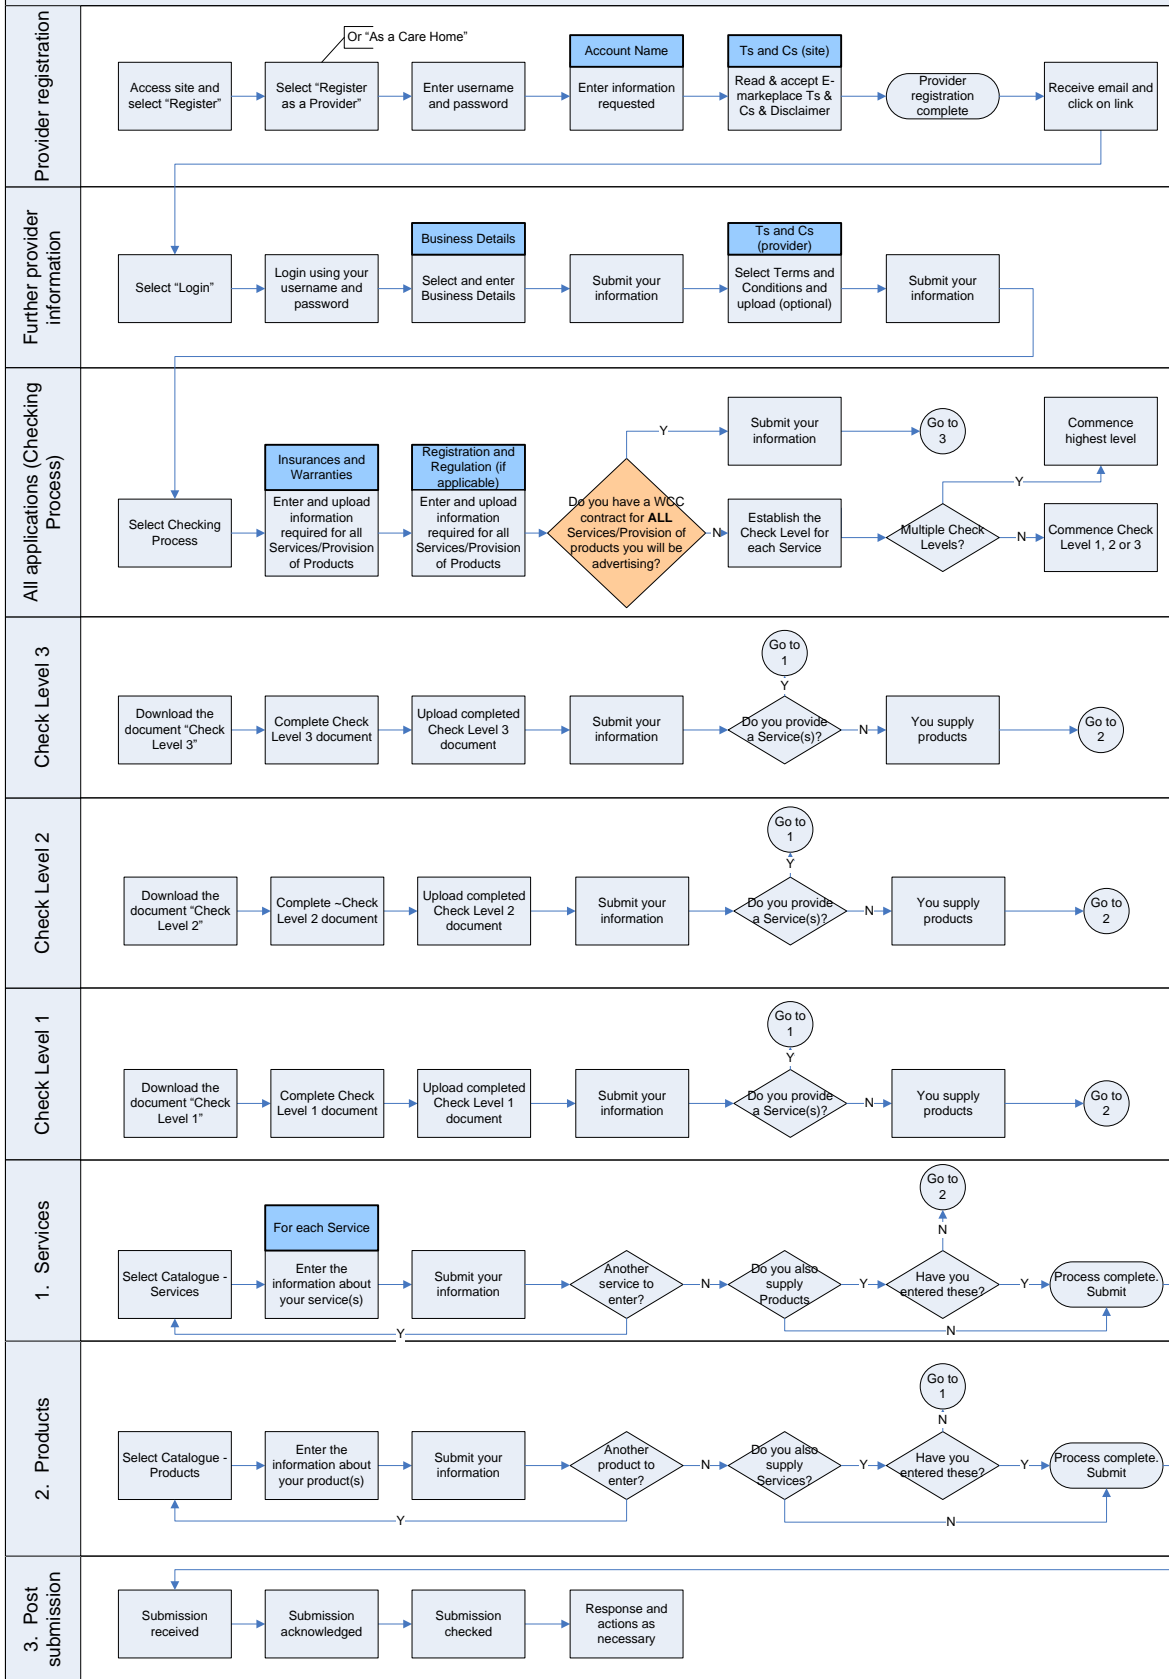 Provider registration
Or “As a Care Home”
Access site and
select “Register”
Select “Register
as a Provider”
Enter username
and password
Account Name
Enter information
requested
Ts and Cs (site)
Read & accept E-
markeplace Ts &
Cs & Disclaimer
Provider
registration
complete
Receive email and
click on link
Further provider
information
Select “Login”
Login using your
username and
password
Business Details
Select and enter
Business Details
Submit your
information
Ts and Cs
(provider)
Select Terms and
Conditions and
upload (optional)
Submit your
information
All applications (Checking
Process)
Select Checking
Process
Insurances and
Warranties
Enter and upload
information
required for all
Services/Provision
of Products
Registration and
Regulation (if
applicable)
Enter and upload
information
required for all
Services/Provision
of Products
Do you have a WCC
contract for ALL
Services/Provision of
products you will be
advertising?
Y
Submit your
information
Go to
3
N
Establish the
Check Level for
each Service
Multiple Check
Levels?
Y
Commence
highest level
N
Commence Check
Level 1, 2 or 3
Check Level 3
Download the
document “Check
Level 3”
Complete Check
Level 3 document
Upload completed
Check Level 3
document
Submit your
information
Do you provide
a Service(s)?
Y
Go to
1
N
You supply
products
Go to
2
Check Level 2
Download the
document “Check
Level 2”
Complete ~Check
Level 2 document
Upload completed
Check Level 2
document
Submit your
information
Do you provide
a Service(s)?
Y
Go to
1
N
You supply
products
Go to
2
Check Level 1
Download the
document “Check
Level 1”
Complete Check
Level 1 document
Upload completed
Check Level 1
document
Submit your
information
Do you provide
a Service(s)?
Y
Go to
1
N
You supply
products
Go to
2
1. Services
Select Catalogue -
Services
For each Service
Enter the
information about
your service(s)
Submit your
information
Another
service to
enter?
Y
N
Do you also
supply
Products
Y
N
Have you
entered these?
N
Go to
2
Y
Process complete.
Submit
2. Products
Select Catalogue -
Products
Enter the
information about
your product(s)
Submit your
information
Another
product to
enter?
Y
N
Do you also
supply
Services?
Y
N
Have you
entered these?
N
Go to
1
Y
Process complete.
Submit
3. Post
submission
Submission
received
Submission
acknowledged
Submission
checked
Response and
actions as
necessary